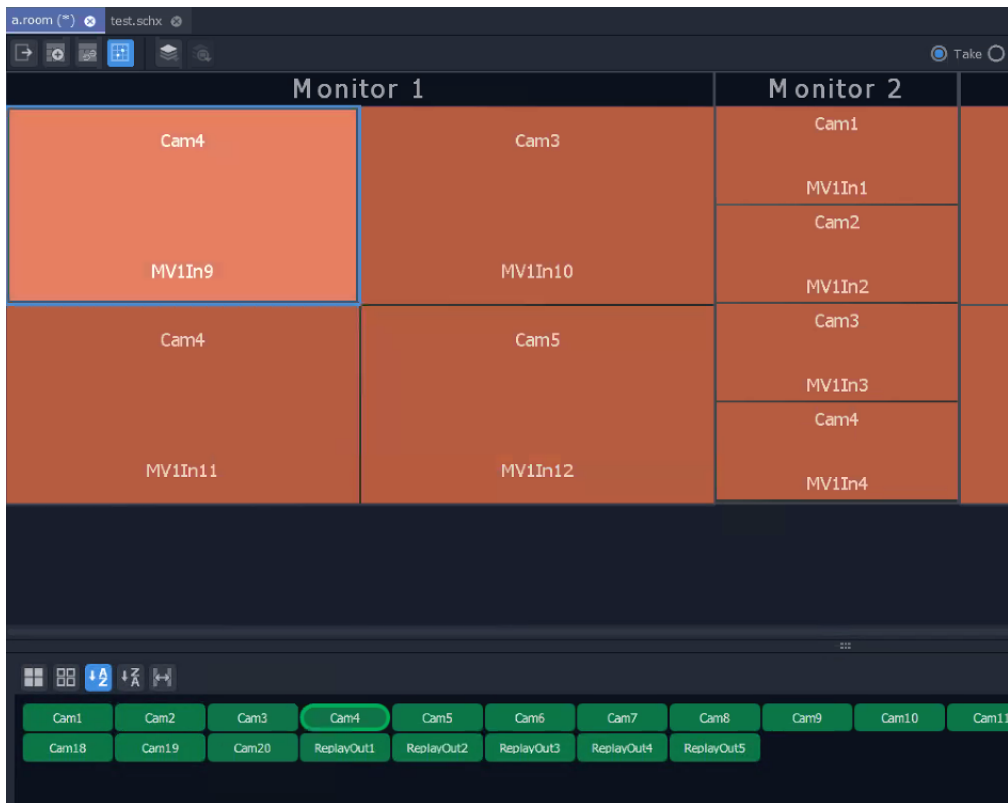 a.room (*) test.schx
Take
Monitor 1 Monitor 2
Cam4 Cam3 Cam1
MV1In1
Cam2
MV1In9 MV1In10
MV1In2
Cam4 Cam5 Cam3
MV1In3
Cam4
MV1In11 MV1In12
MV1In4
Cam1 Cam2 Cam3 Cam4 Cam5 Cam6 Cam7 Cam8 Cam9 Cam10 Cam11
Cam18 Cam19 Cam20 ReplayOut1 ReplayOut2 ReplayOut3 ReplayOut4 ReplayOut5